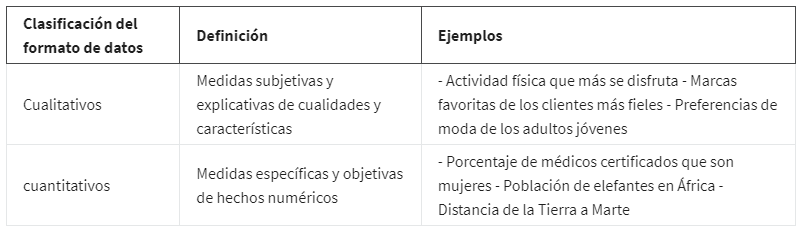 Clasificación del
formato de datos
Definición
Ejemplos
Cualitativos
Medidas subjetivas y
explicativas de cualidades y
características
- Actividad física que más se disfruta - Marcas
favoritas de los clientes más fieles - Preferencias de
moda de los adultos jóvenes
cuantitativos
Medidas específicas y objetivas
de hechos numéricos
- Porcentaje de médicos certificados que son
mujeres - Población de elefantes en África -
Distancia de la Tierra a Marte